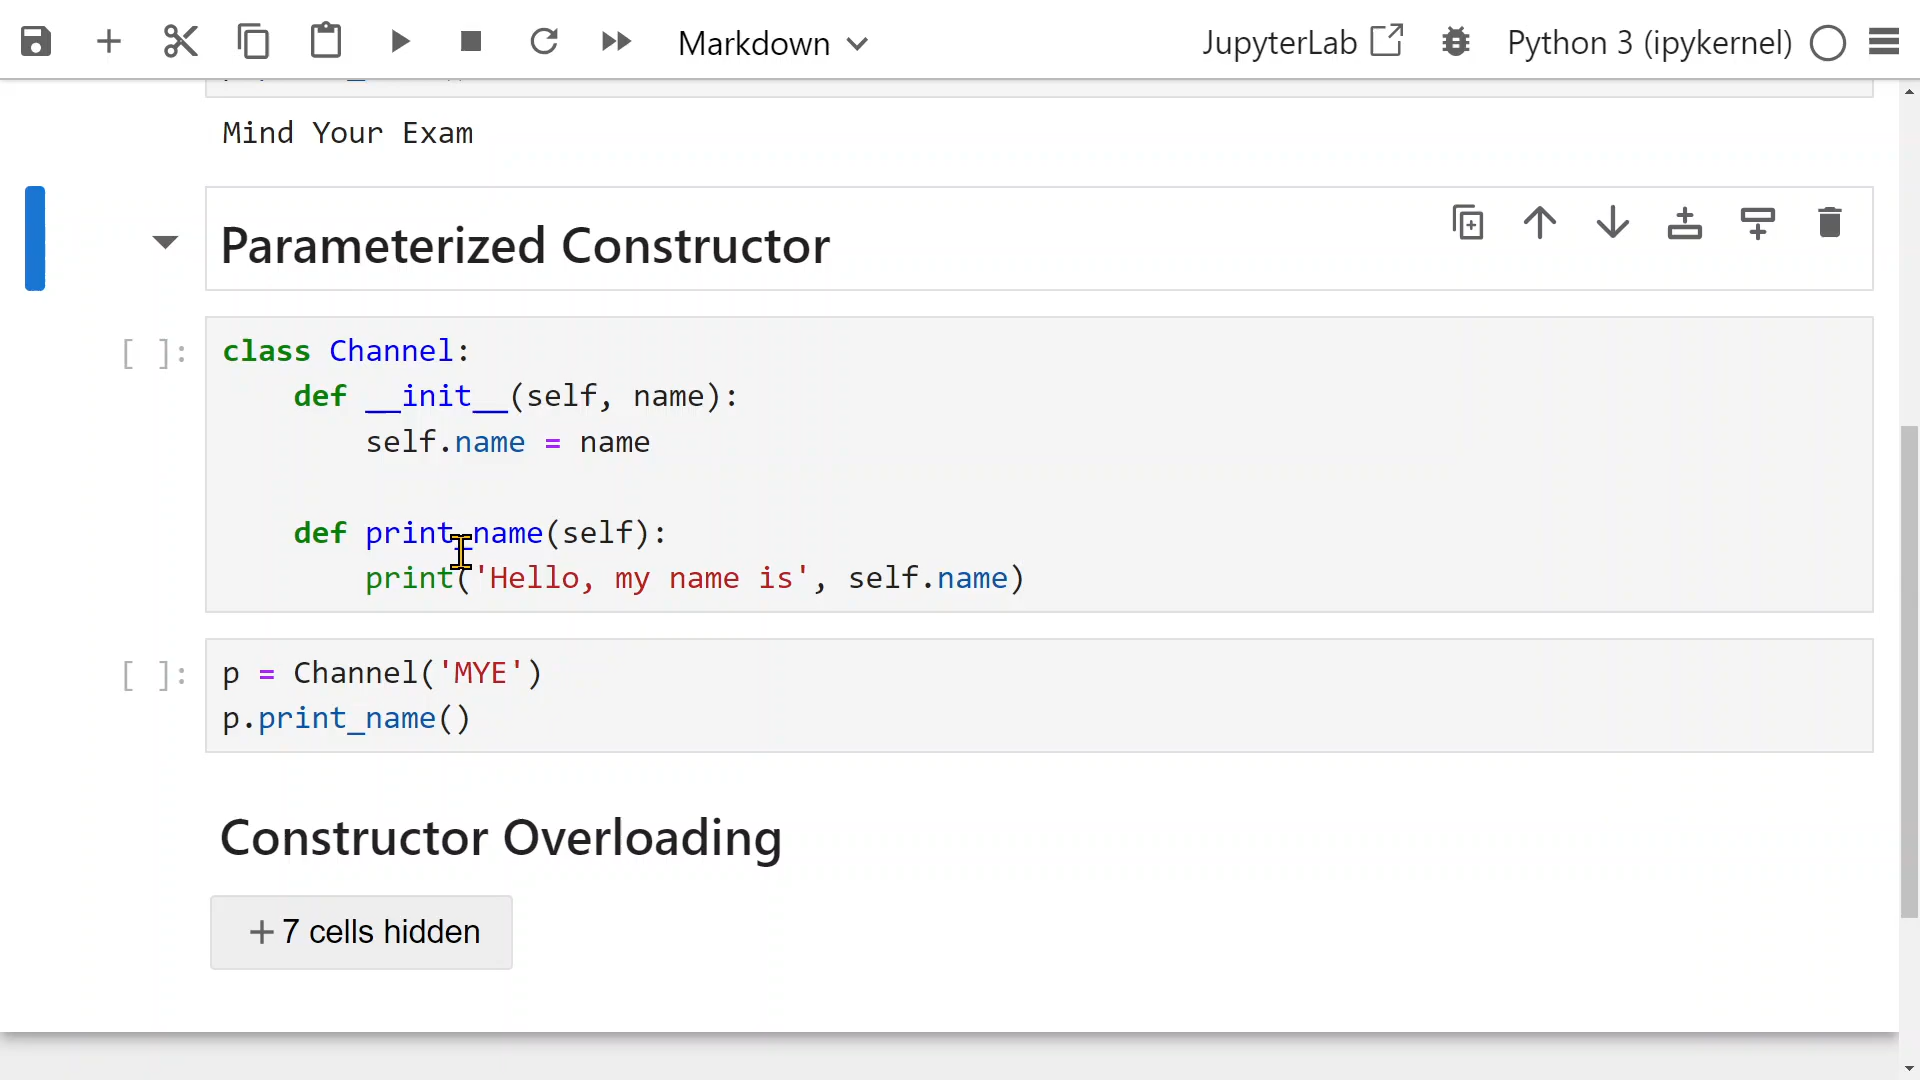 Markdown
JupyterLab
Python 3 (ipykernel)
Mind Your Exam
Parameterized Constructor
[ ]:
class Channel:
    def __init__(self, name):
        self.name = name
    def print_name(self):
        print('Hello, my name is', self.name)
[ ]:
p = Channel('MYE')
p.print_name()
Constructor Overloading
+ 7 cells hidden